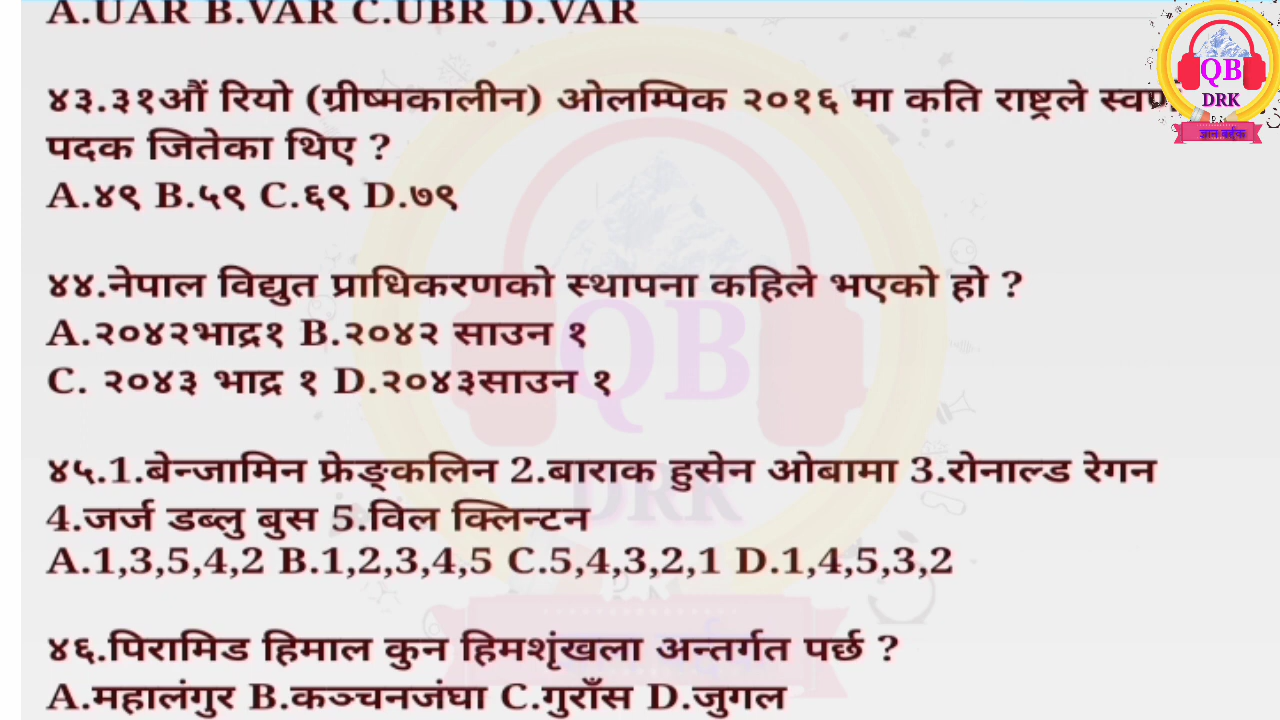 A.UAR B.VAR C.UBR D.VAR
४३.३१औं रियो (ग्रीष्मकालीन) ओलम्पिक २०१६ मा कति राष्ट्रले
पदक जितेका थिए ?
A.४९ B.५९ C.६९ D.७९
४४.नेपाल विद्युत प्राधिकरणको स्थापना कहिले भएको हो ?
A.२०४२भाद्र१ B.२०४२ साउन १
C. २०४३ भाद्र १ D.२०४३साउन १
४५.1.बेन्जामिन फ्रेङ्कलिन 2.बाराक हुसेन ओबामा 3.रोनाल्ड रेगन
4.जर्ज डब्लु बुस 5.विल क्लिन्टन
A.1,3,5,4,2 B.1,2,3,4,5 C.5,4,3,2,1 D.1,4,5,3,2
४६.पिरामिड हिमाल कुन हिमशृंखला अन्तर्गत पर्छ ?
A.महालंगुर B.कञ्चनजंघा C.गुराँस D.जुगल
QB
DRK
QB
DRK